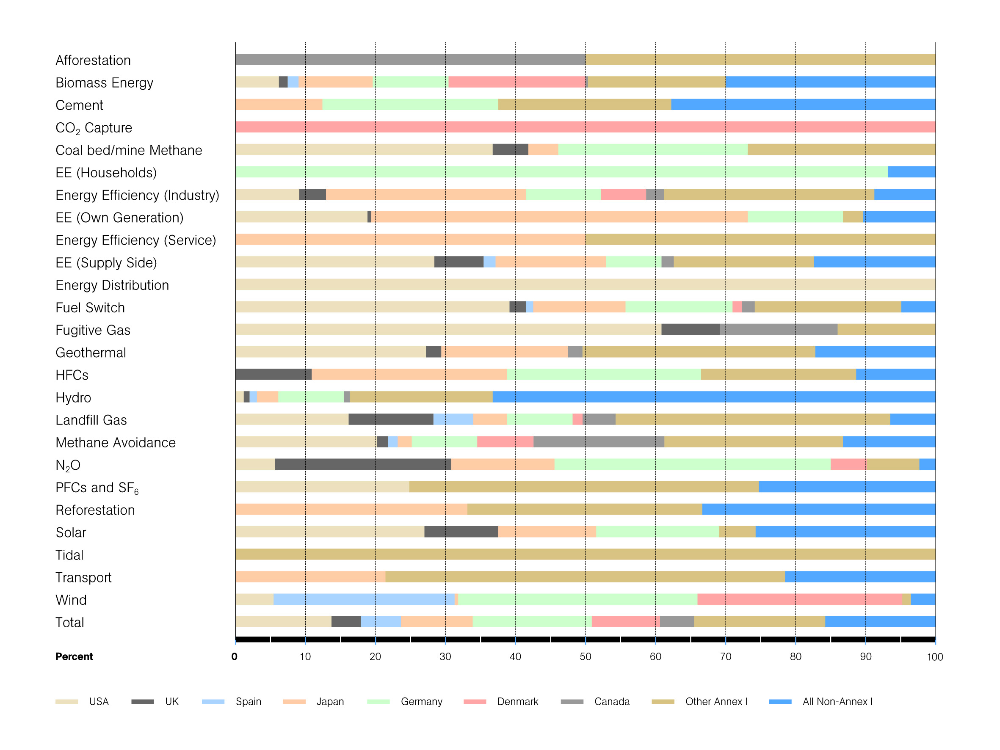 Afforestation
Biomass Energy
Cement
CO₂ Capture
Coal bed/mine Methane
EE (Households)
Energy Efficiency (Industry)
EE (Own Generation)
Energy Efficiency (Service)
EE (Supply Side)
Energy Distribution
Fuel Switch
Fugitive Gas
Geothermal
HFCs
Hydro
Landfill Gas
Methane Avoidance
N₂O
PFCs and SF₆
Reforestation
Solar
Tidal
Transport
Wind
Total
Percent 0 10 20 30 40 50 60 70 80 90 100
USA UK Spain Japan Germany Denmark Canada Other Annex I All Non-Annex I